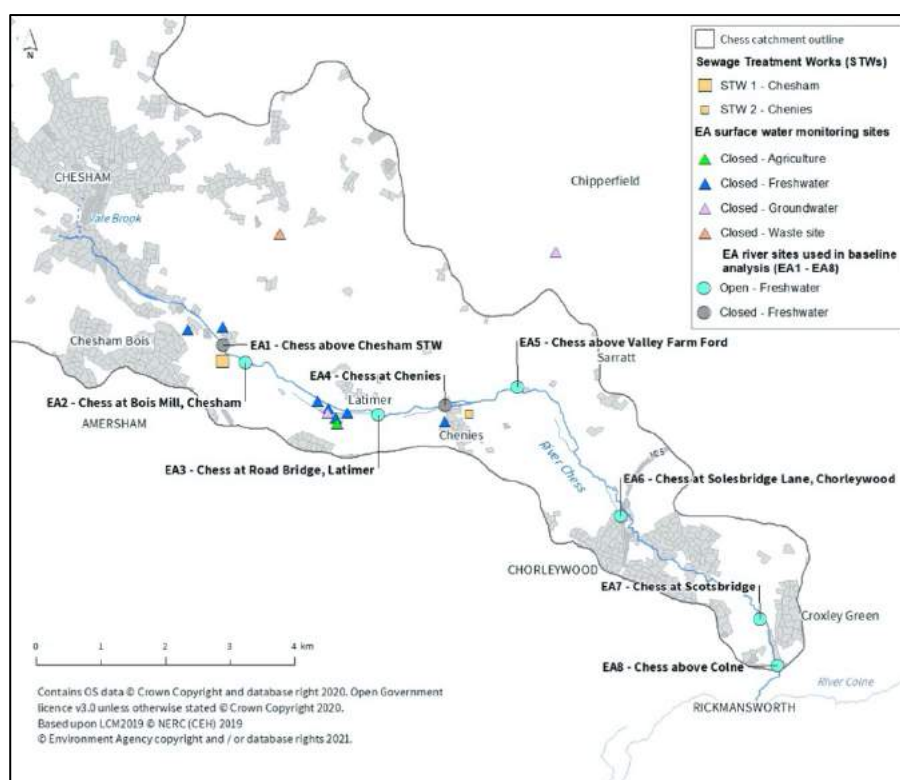 N
Chess catchment outline
Sewage Treatment Works (STWs)
STW 1 - Chesham
STW 2 - Chenies
EA surface water monitoring sites
Closed - Agriculture
Closed - Freshwater
Closed - Groundwater
Closed - Waste site
EA river sites used in baseline
analysis (EA1 - EA8)
Open - Freshwater
Closed - Freshwater
CHESHAM
Vale Brook
Chipperfield
Chesham Bois
EA1 - Chess above Chesham STW
EA5 - Chess above Valley Farm Ford
Sarratt
EA4 - Chess at Chenies
EA2 - Chess at Bois Mill, Chesham
Latimer
AMERSHAM
Chenies
EA3 - Chess at Road Bridge, Latimer
River Chess
EA6 - Chess at Solesbridge Lane, Chorleywood
CHORLEYWOOD
EA7 - Chess at Scotsbridge
Croxley Green
EA8 - Chess above Colne
River Colne
RICKMANSWORTH
0 1 2 4 km
Contains OS data © Crown Copyright and database right 2020. Open Government
licence v3.0 unless otherwise stated © Crown Copyright 2020.
Based upon LCM2019 © NERC (CEH) 2019
© Environment Agency copyright and / or database rights 2021.